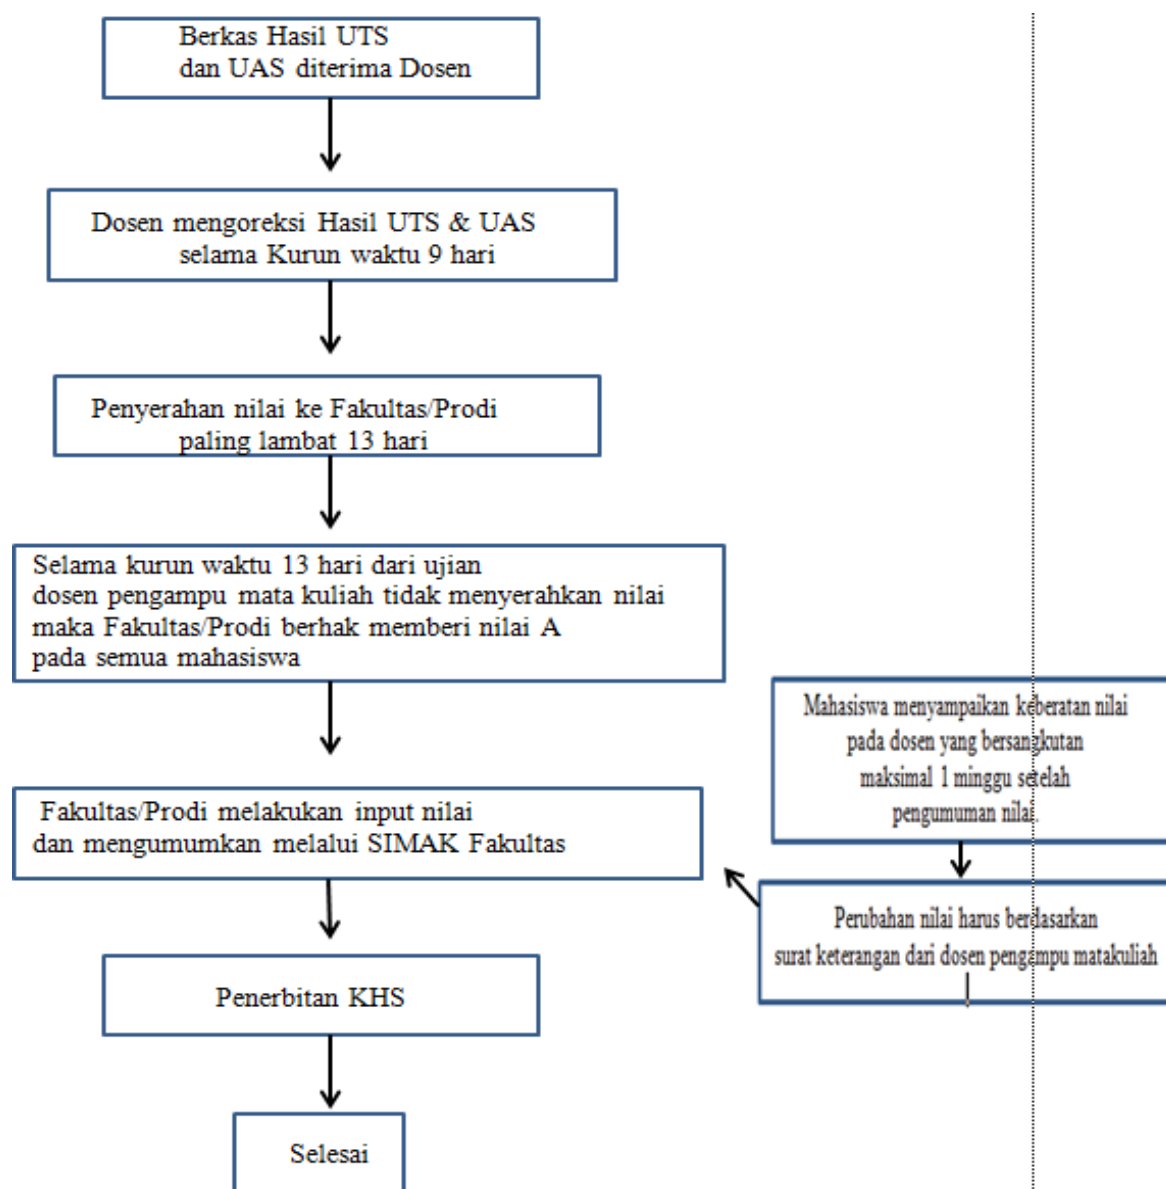 Berkas Hasil UTS
dan UAS diterima Dosen
Dosen mengoreksi Hasil UTS & UAS
selama Kurun waktu 9 hari
Penyerahan nilai ke Fakultas/Prodi
paling lambat 13 hari
Selama kurun waktu 13 hari dari ujian
dosen pengampu mata kuliah tidak menyerahkan nilai
maka Fakultas/Prodi berhak memberi nilai A
pada semua mahasiswa
Fakultas/Prodi melakukan input nilai
dan mengumumkan melalui SIMAK Fakultas
Mahasiswa menyampaikan keberatan nilai
pada dosen yang bersangkutan
maksimal 1 minggu setelah
pengumuman nilai.
Perubahan nilai harus berdasarkan
surat keterangan dari dosen pengampu matakuliah
Penerbitan KHS
Selesai